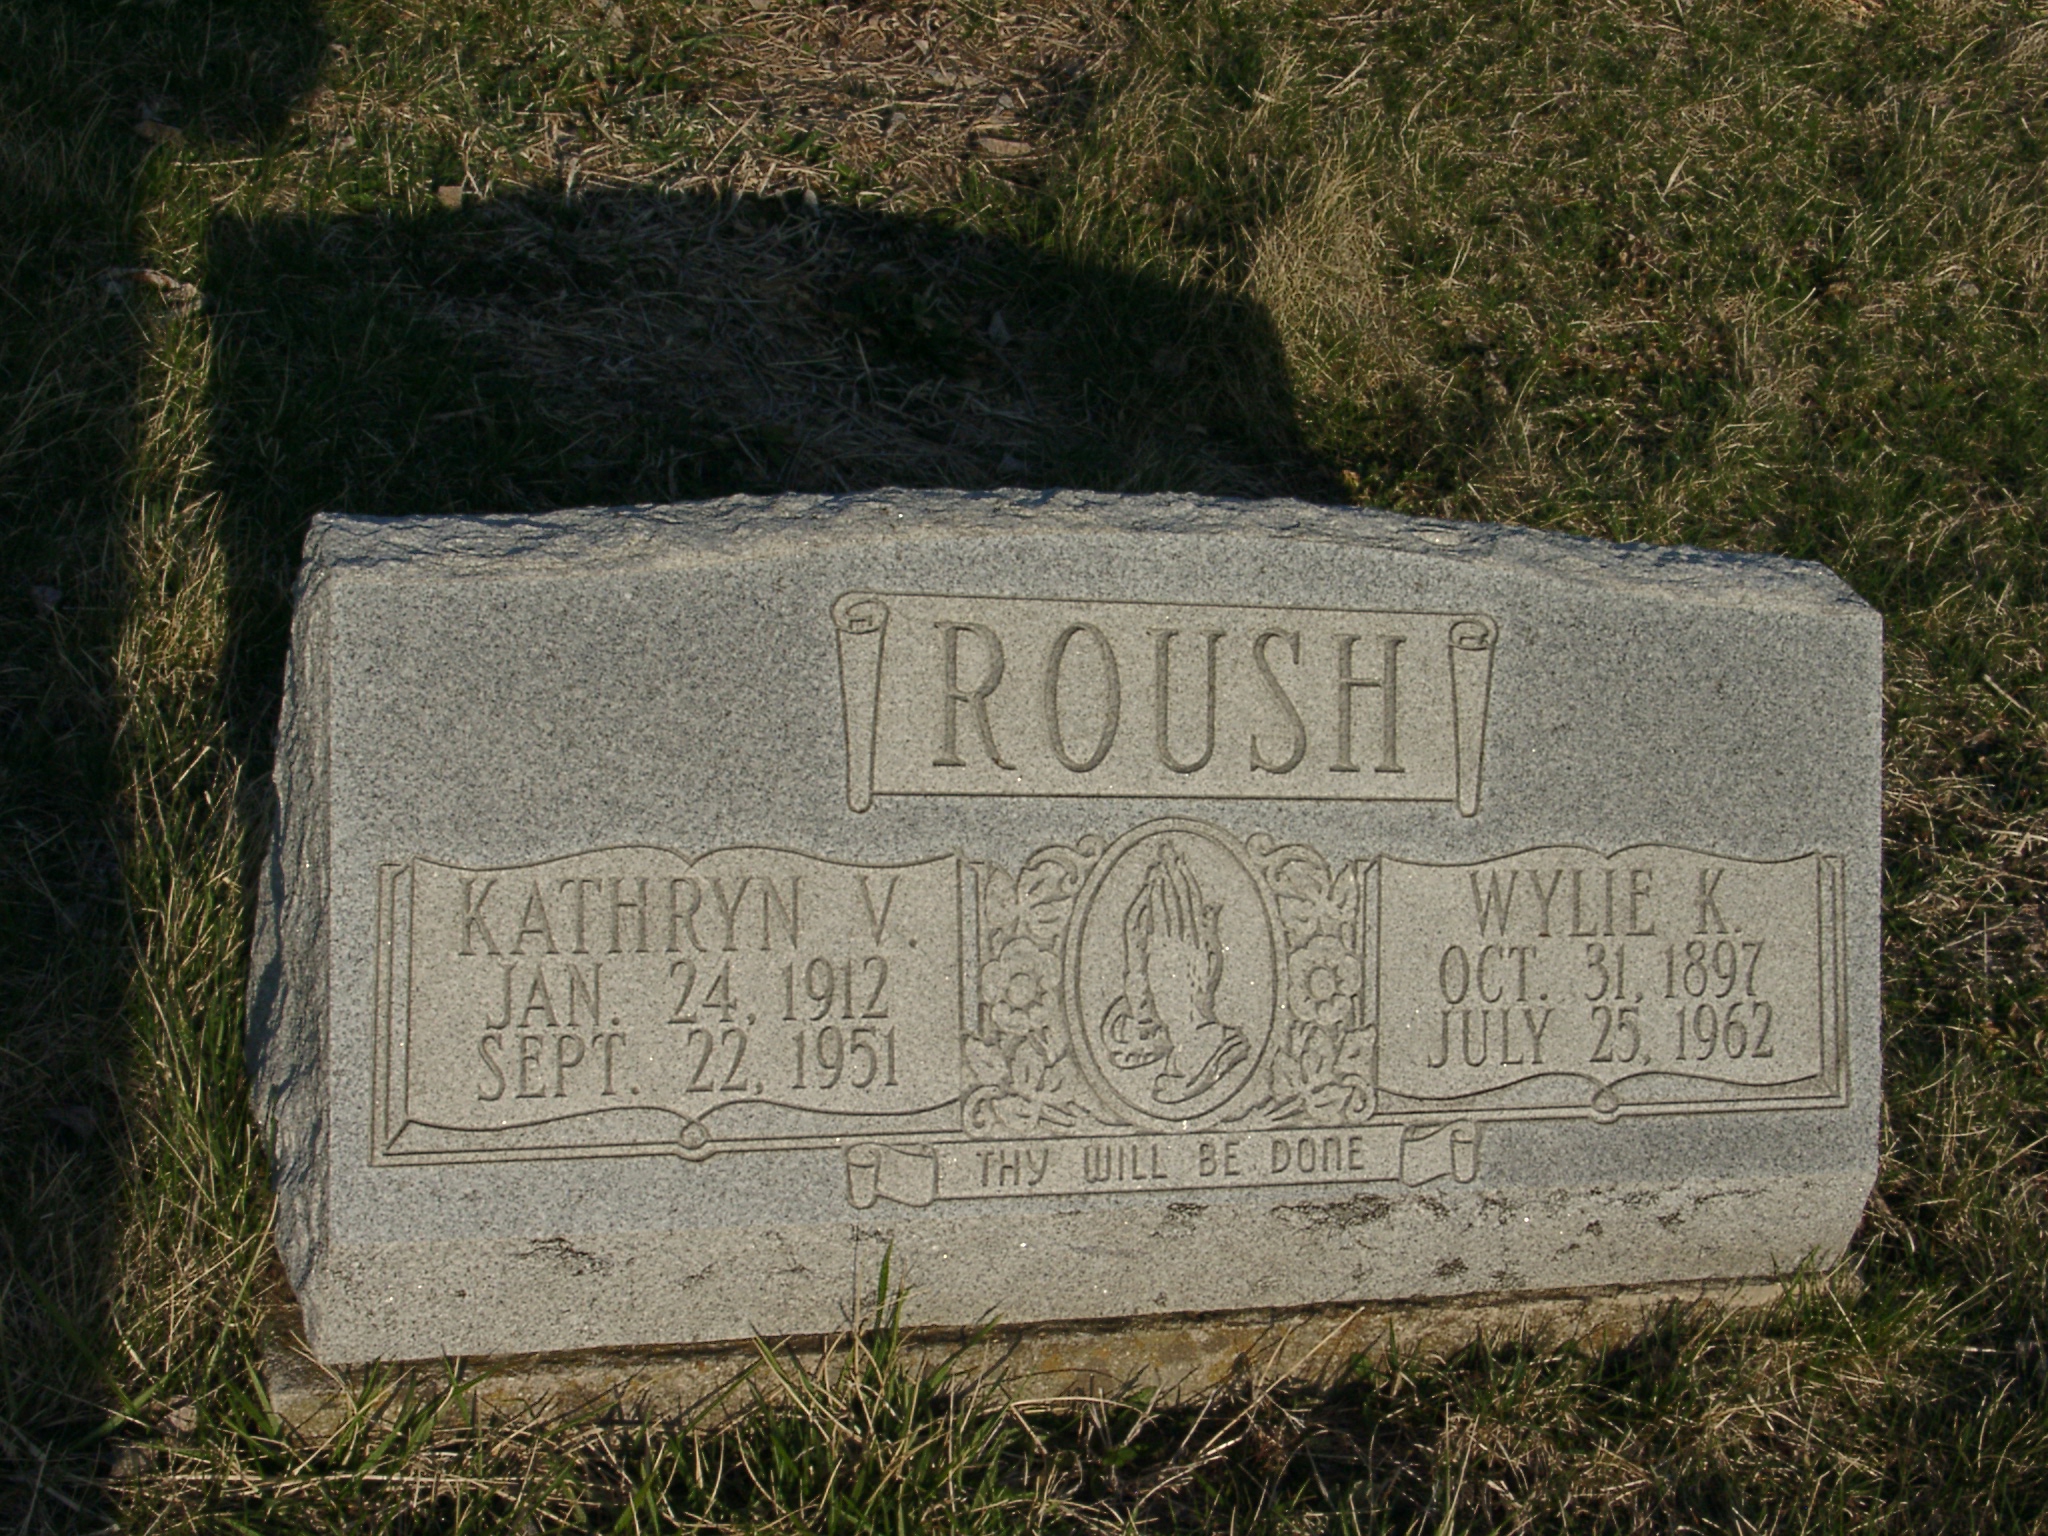 ROUSH
KATHRYN V.
JAN. 24, 1912
SEPT. 22, 1951
WYLIE K.
OCT. 31, 1897
JULY 25, 1962
THY WILL BE DONE